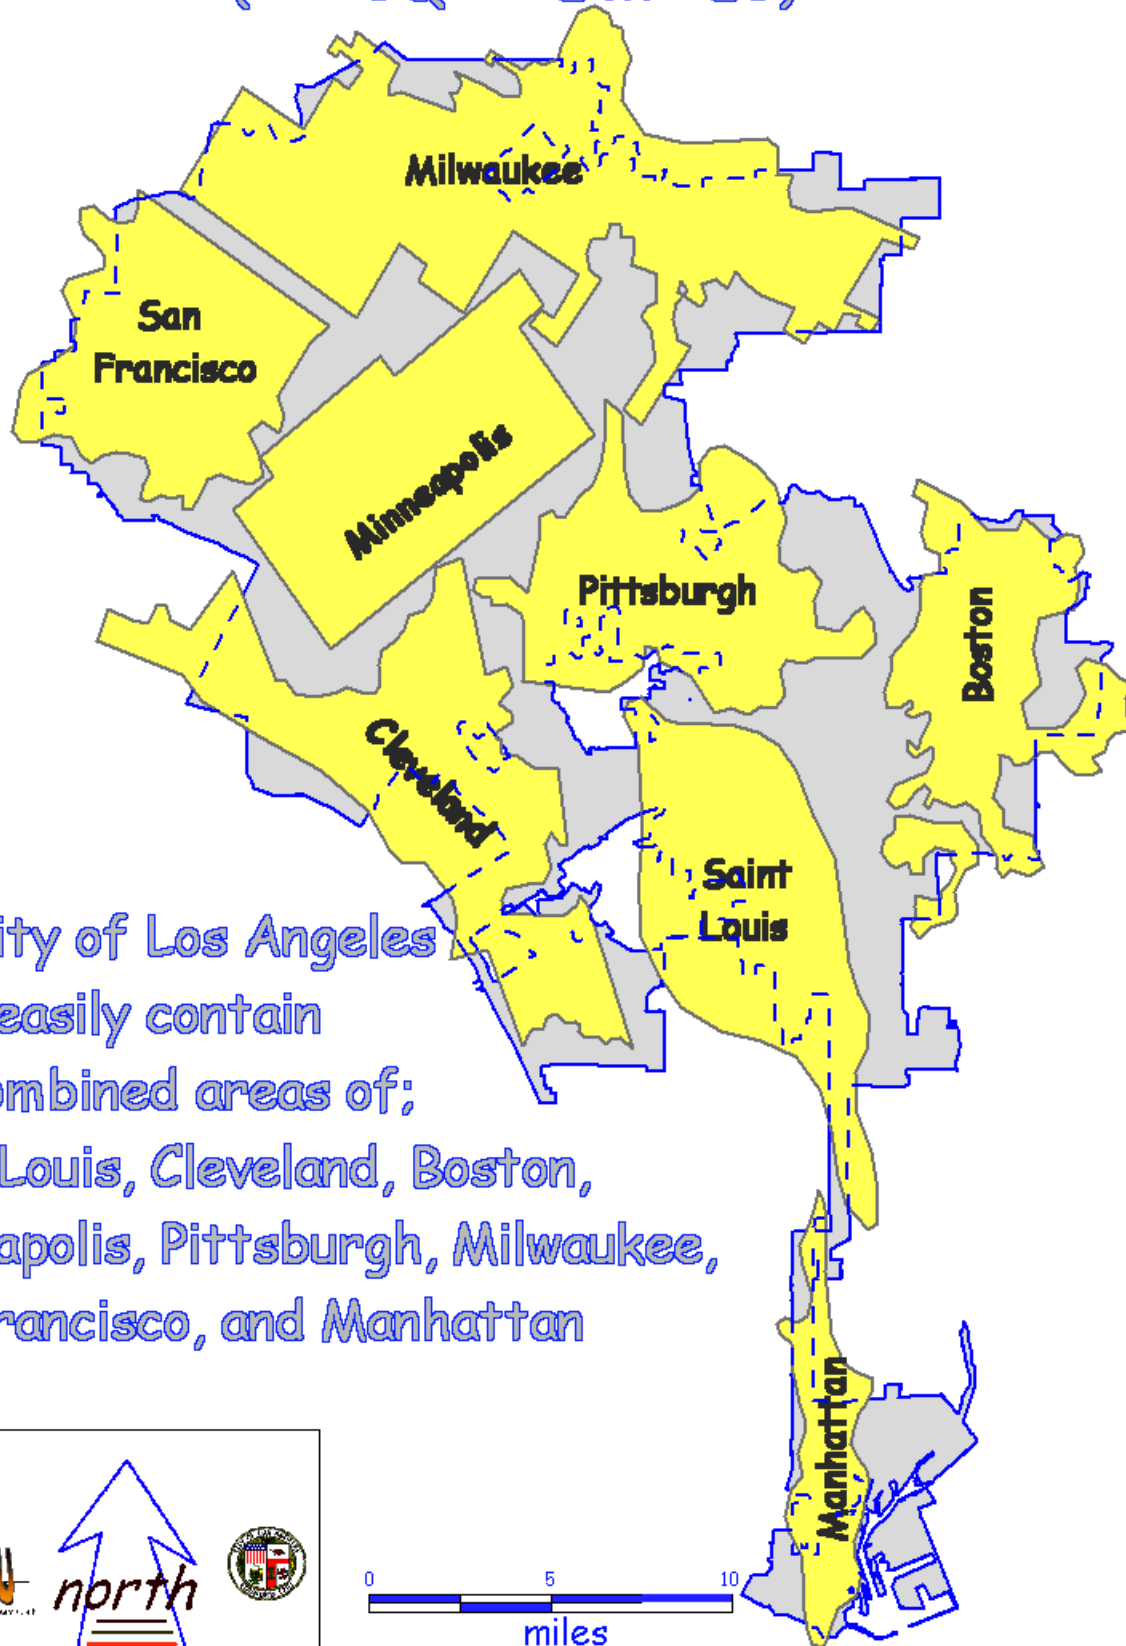 Milwaukee
San
Francisco
Minneapolis
Pittsburgh
Boston
Cleveland
Saint
Louis
ity of Los Angeles
easily contain
ombined areas of;
Louis, Cleveland, Boston,
apolis, Pittsburgh, Milwaukee,
rancisco, and Manhattan
Manhattan
north
0 5 10
miles